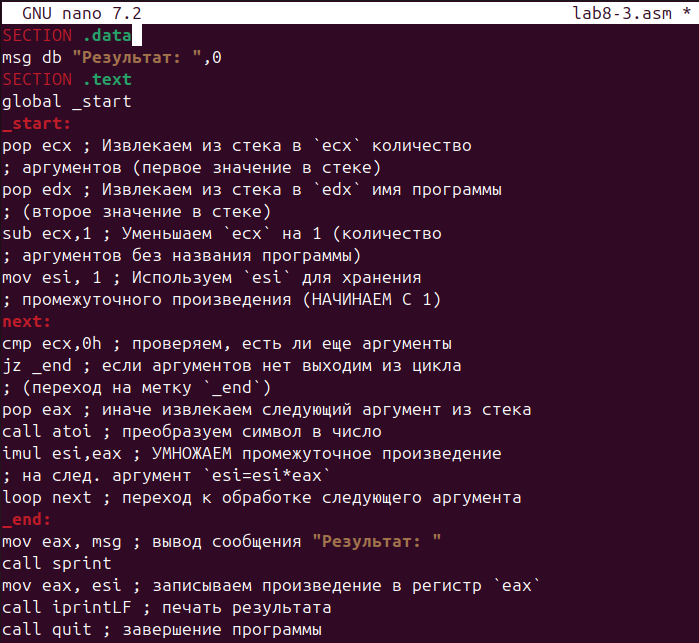 GNU nano 7.2 lab8-3.asm *
SECTION .data
msg db "Результат: ",0
SECTION .text
global _start
_start:
pop ecx ; Извлекаем из стека в `ecx` количество
; аргументов (первое значение в стеке)
pop edx ; Извлекаем из стека в `edx` имя программы
; (второе значение в стеке)
sub ecx,1 ; Уменьшаем `ecx` на 1 (количество
; аргументов без названия программы)
mov esi, 1 ; Используем `esi` для хранения
; промежуточного произведения (НАЧИНАЕМ С 1)
next:
cmp ecx,0h ; проверяем, есть ли еще аргументы
jz _end ; если аргументов нет выходим из цикла
; (переход на метку `_end`)
pop eax ; иначе извлекаем следующий аргумент из стека
call atoi ; преобразуем символ в число
imul esi,eax ; УМНОЖАЕМ промежуточное произведение
; на след. аргумент `esi=esi*eax`
loop next ; переход к обработке следующего аргумента
_end:
mov eax, msg ; вывод сообщения "Результат: "
call sprint
mov eax, esi ; записываем произведение в регистр `eax`
call iprintLF ; печать результата
call quit ; завершение программы